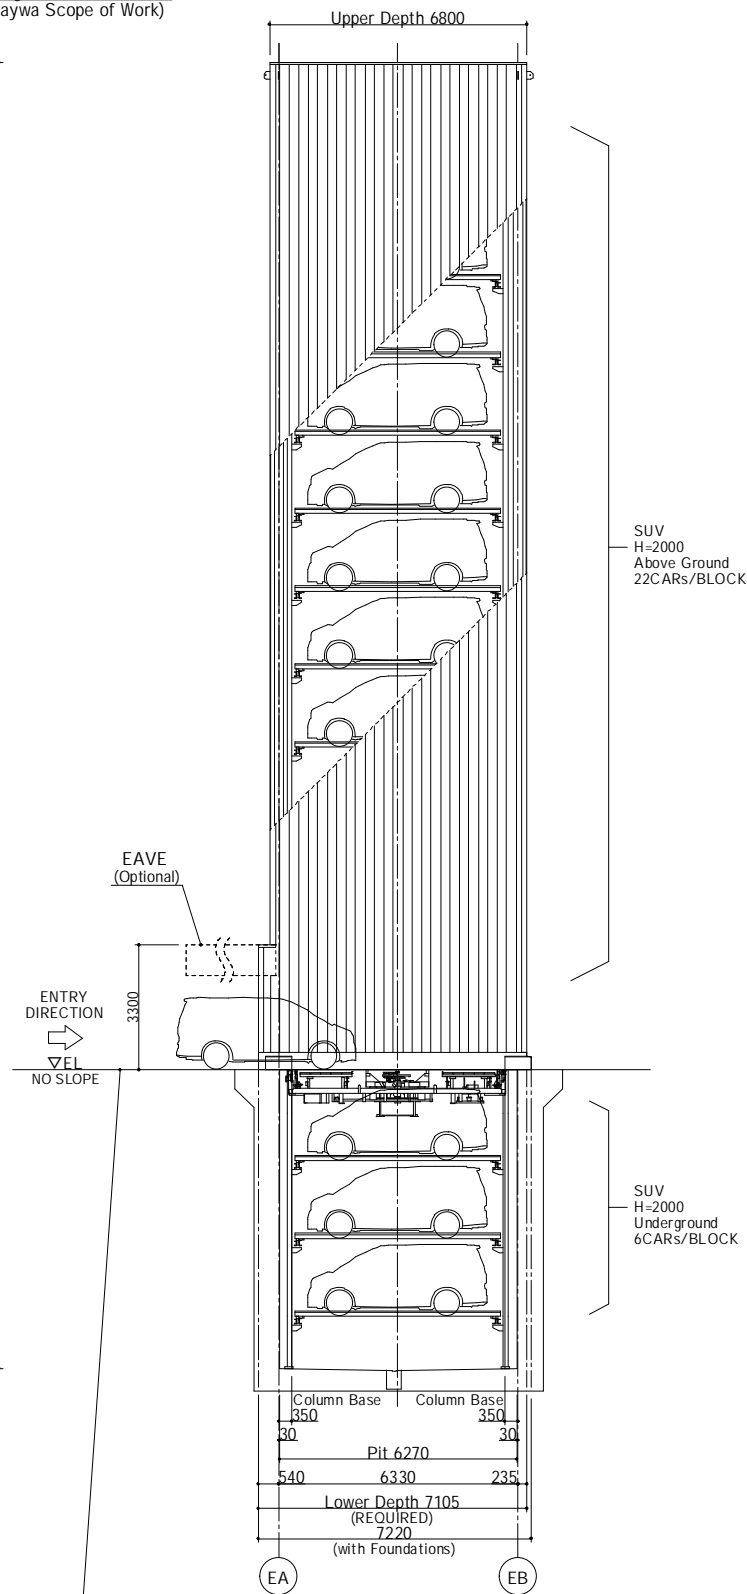 aywa Scope of Work)
Upper Depth 6800
SUV
H=2000
Above Ground
22CARs/BLOCK
EAVE
(Optional)
3300
ENTRY
DIRECTION
▽EL
NO SLOPE
SUV
H=2000
Underground
6CARs/BLOCK
Column Base Column Base
350 350
30 30
Pit 6270
540 6330 235
Lower Depth 7105
(REQUIRED)
7220
(with Foundations)
EA EB